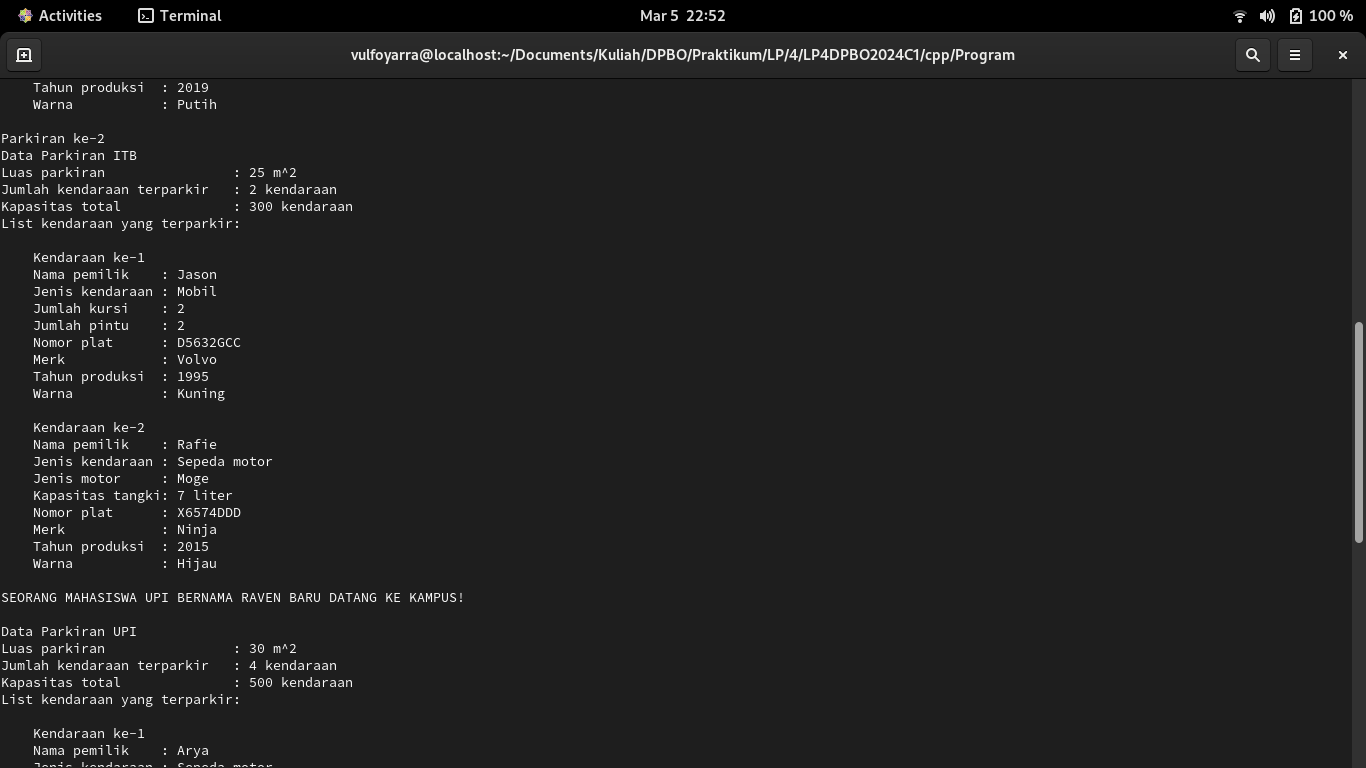 Activities Terminal Mar 5 22:52 100 %
vulfoyarra@localhost:~/Documents/Kuliah/DPBO/Praktikum/LP/4/LP4DPBO2024C1/cpp/Program
Tahun produksi : 2019
Warna : Putih
Parkiran ke-2
Data Parkiran ITB
Luas parkiran : 25 m^2
Jumlah kendaraan terparkir : 2 kendaraan
Kapasitas total : 300 kendaraan
List kendaraan yang terparkir:
Kendaraan ke-1
Nama pemilik : Jason
Jenis kendaraan : Mobil
Jumlah kursi : 2
Jumlah pintu : 2
Nomor plat : D5632GCC
Merk : Volvo
Tahun produksi : 1995
Warna : Kuning
Kendaraan ke-2
Nama pemilik : Rafie
Jenis kendaraan : Sepeda motor
Jenis motor : Moge
Kapasitas tangki: 7 liter
Nomor plat : X6574DDD
Merk : Ninja
Tahun produksi : 2015
Warna : Hijau
SEORANG MAHASISWA UPI BERNAMA RAVEN BARU DATANG KE KAMPUS!
Data Parkiran UPI
Luas parkiran : 30 m^2
Jumlah kendaraan terparkir : 4 kendaraan
Kapasitas total : 500 kendaraan
List kendaraan yang terparkir:
Kendaraan ke-1
Nama pemilik : Arya
Jenis kendaraan : Sepeda motor